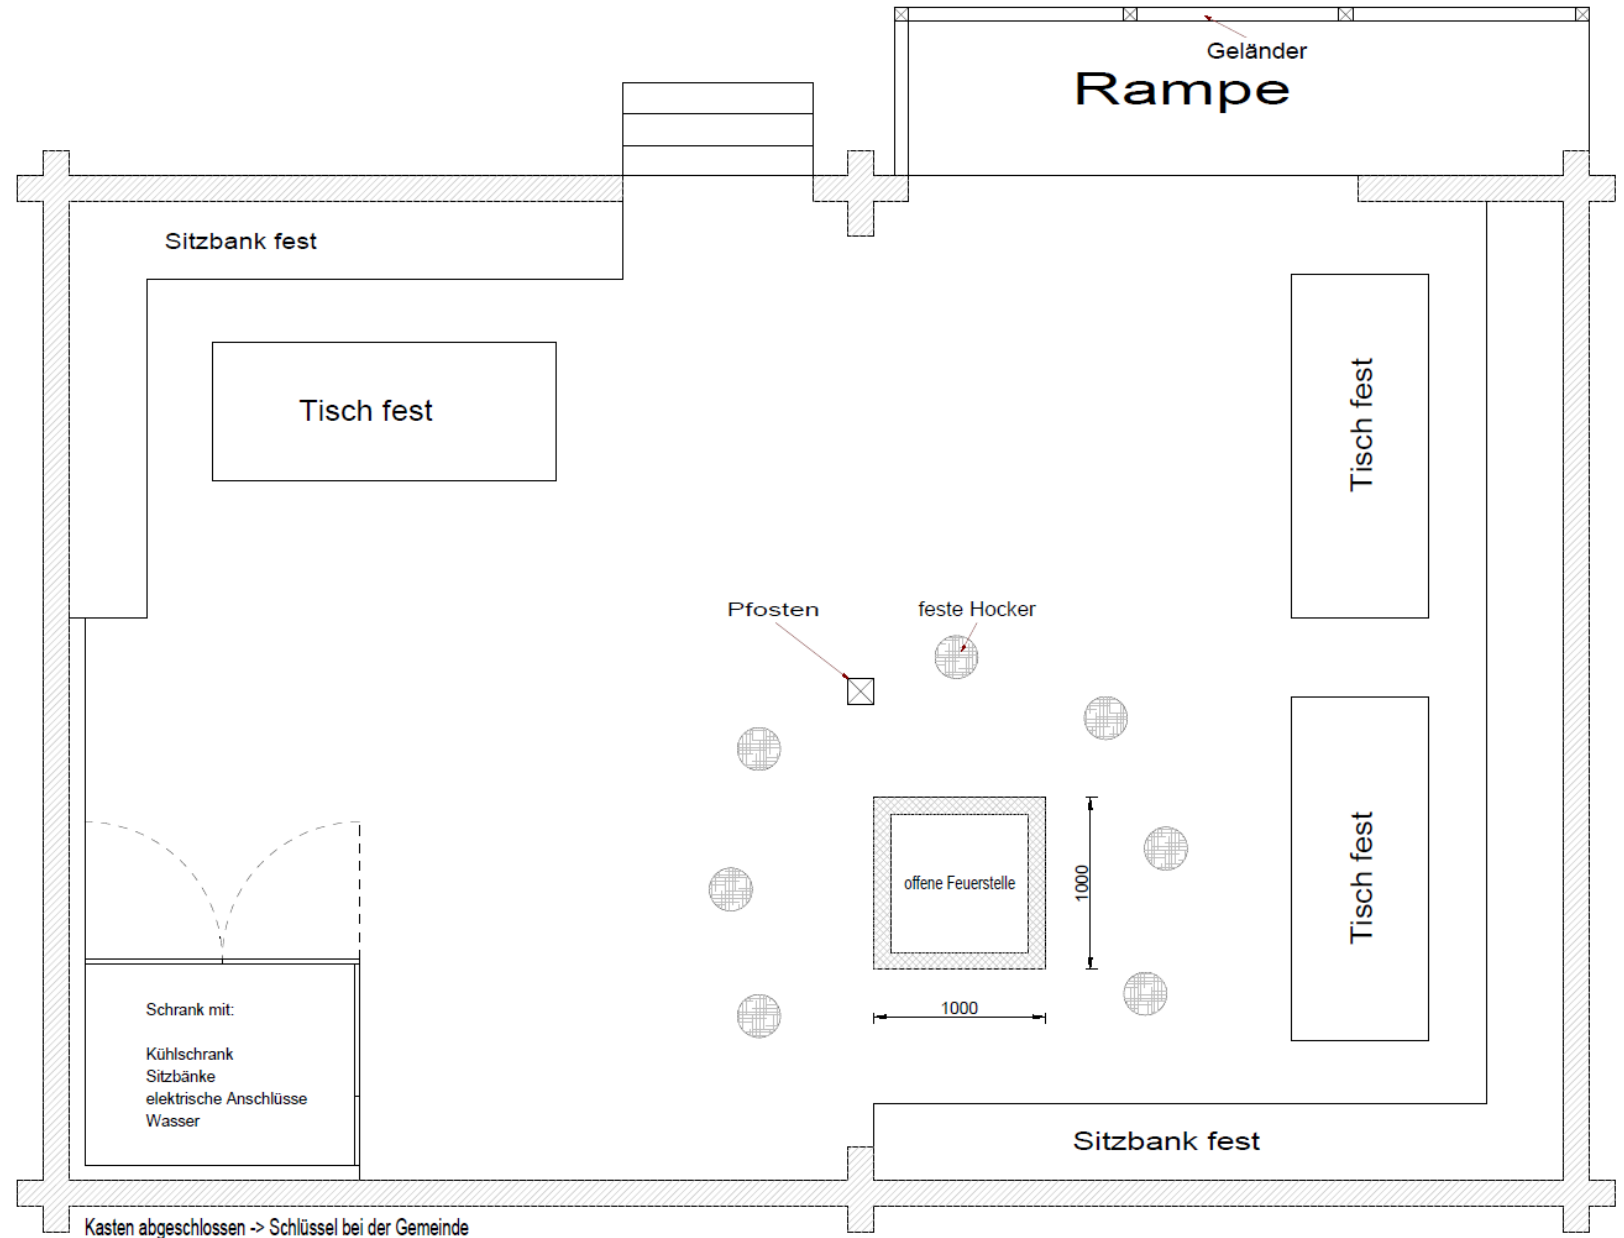 Geländer
Rampe
Sitzbank fest
Tisch fest
Tisch fest
Pfosten
feste Hocker
offene Feuerstelle
1000
1000
Tisch fest
Schrank mit:
Kühlschrank
Sitzbänke
elektrische Anschlüsse
Wasser
Sitzbank fest
Kasten abgeschlossen -> Schlüssel bei der Gemeinde